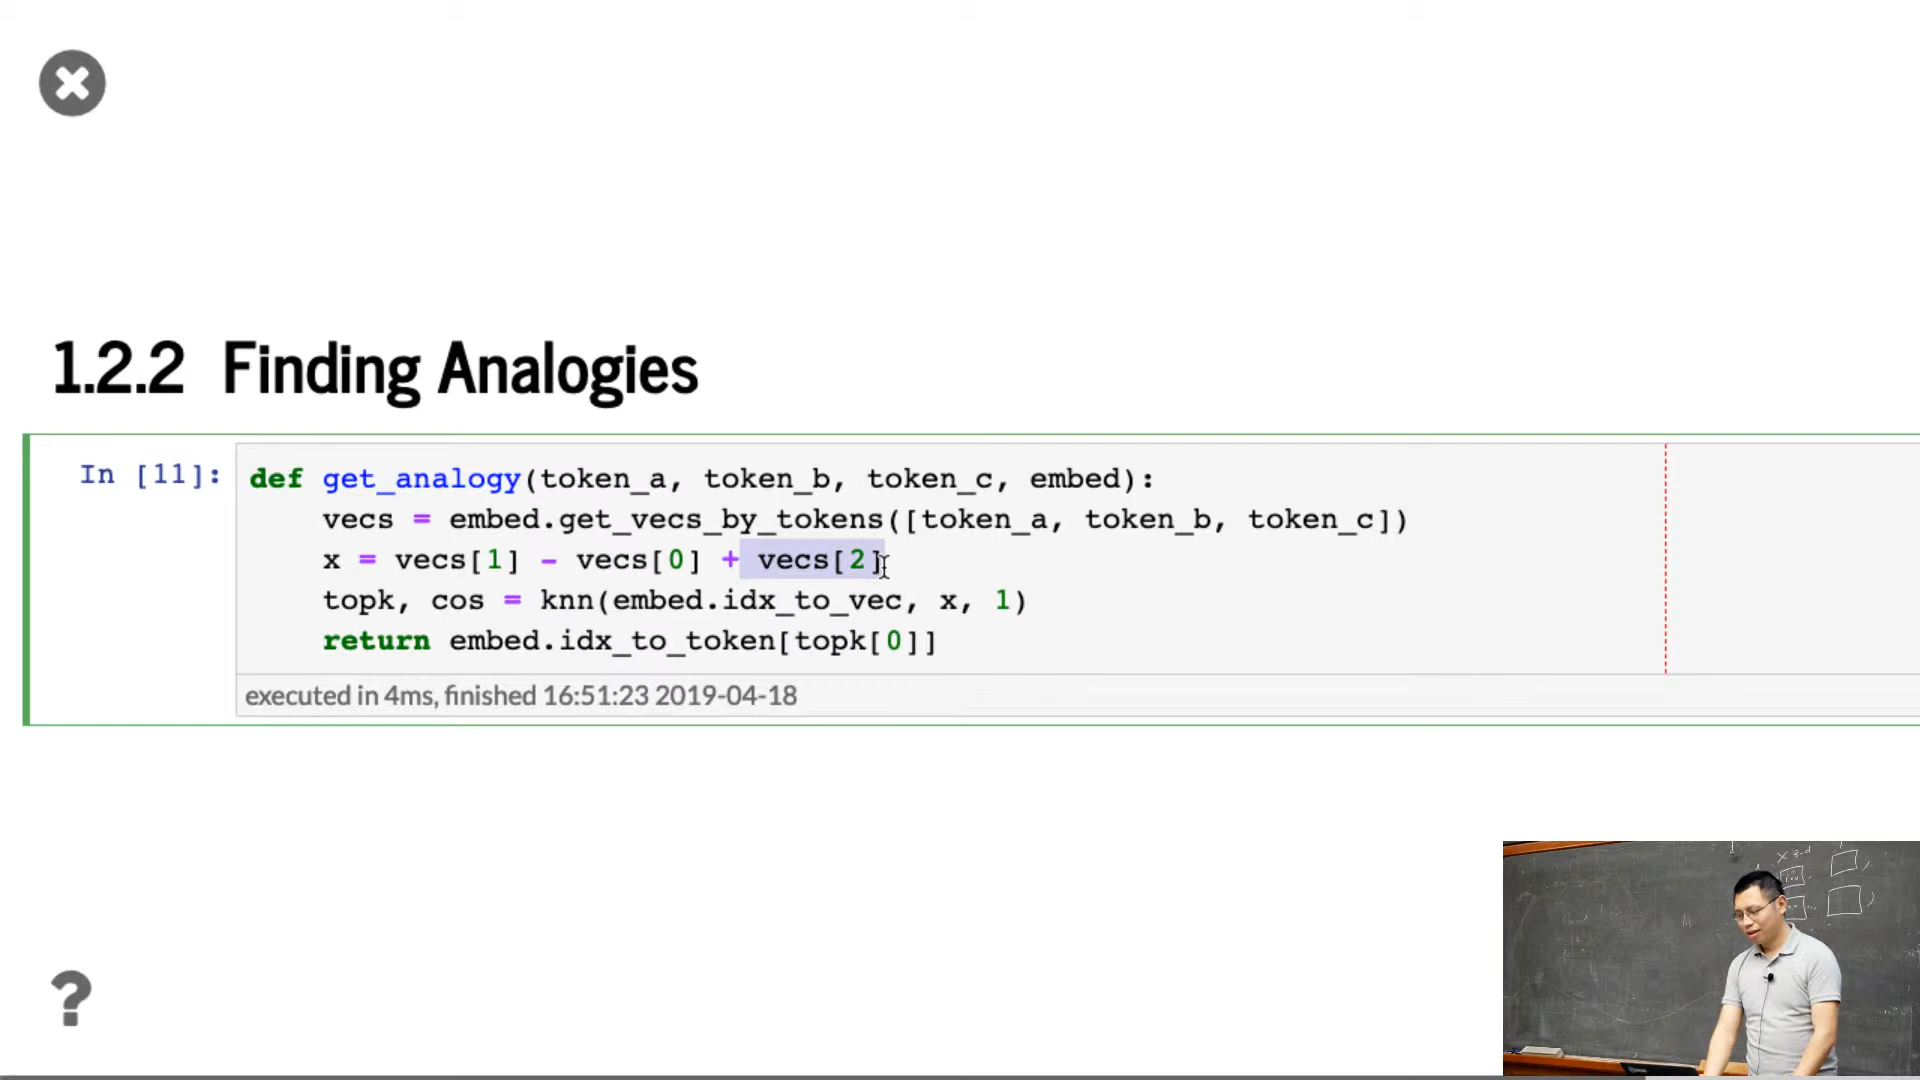 1.2.2 Finding Analogies
In [11]:
def get_analogy(token_a, token_b, token_c, embed):
vecs = embed.get_vecs_by_tokens([token_a, token_b, token_c])
x = vecs[1] - vecs[0] + vecs[2]
topk, cos = knn(embed.idx_to_vec, x, 1)
return embed.idx_to_token[topk[0]]
executed in 4ms, finished 16:51:23 2019-04-18
?